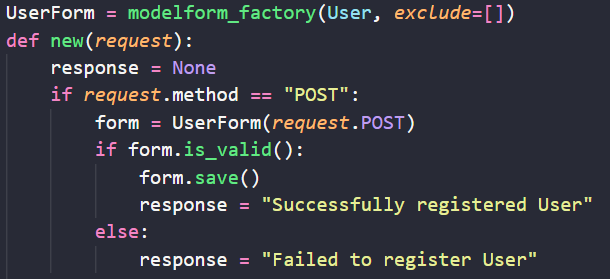 UserForm = modelform_factory(User, exclude=[])
def new(request):
    response = None
    if request.method == "POST":
        form = UserForm(request.POST)
        if form.is_valid():
            form.save()
            response = "Successfully registered User"
        else:
            response = "Failed to register User"